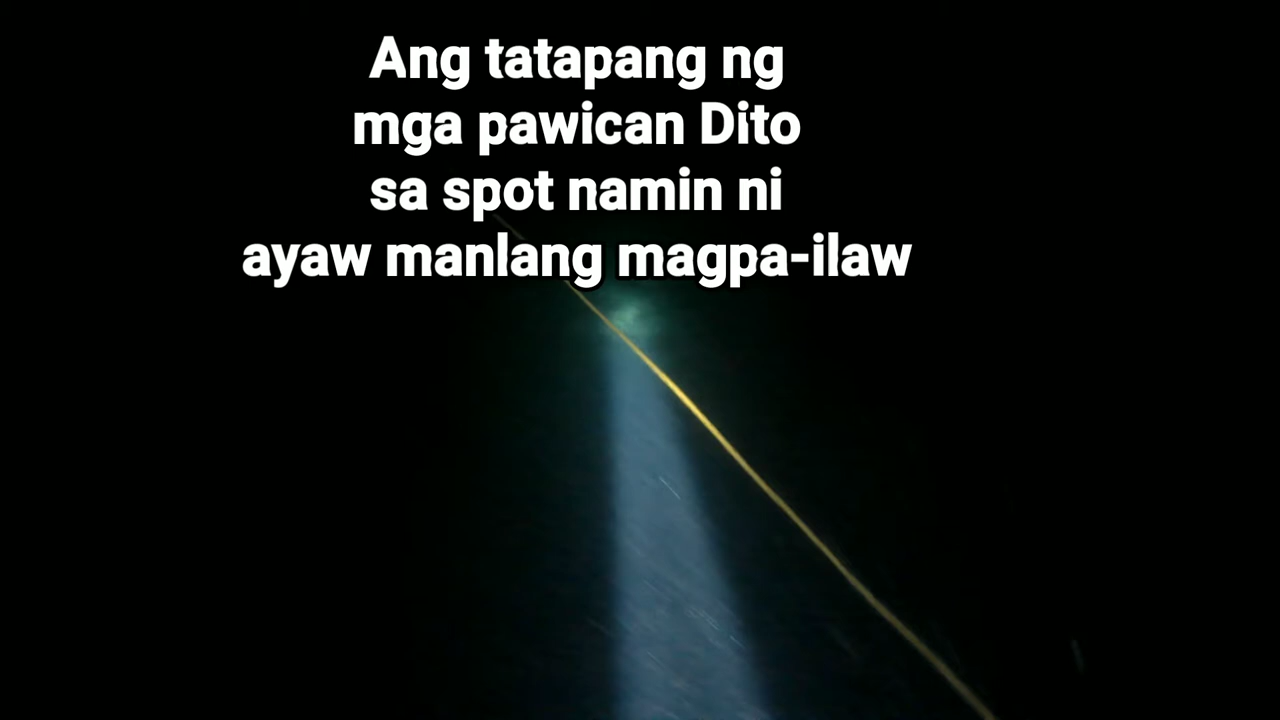 Ang tatapang ng
mga pawican Dito
sa spot namin ni
ayaw manlang magpa-ilaw